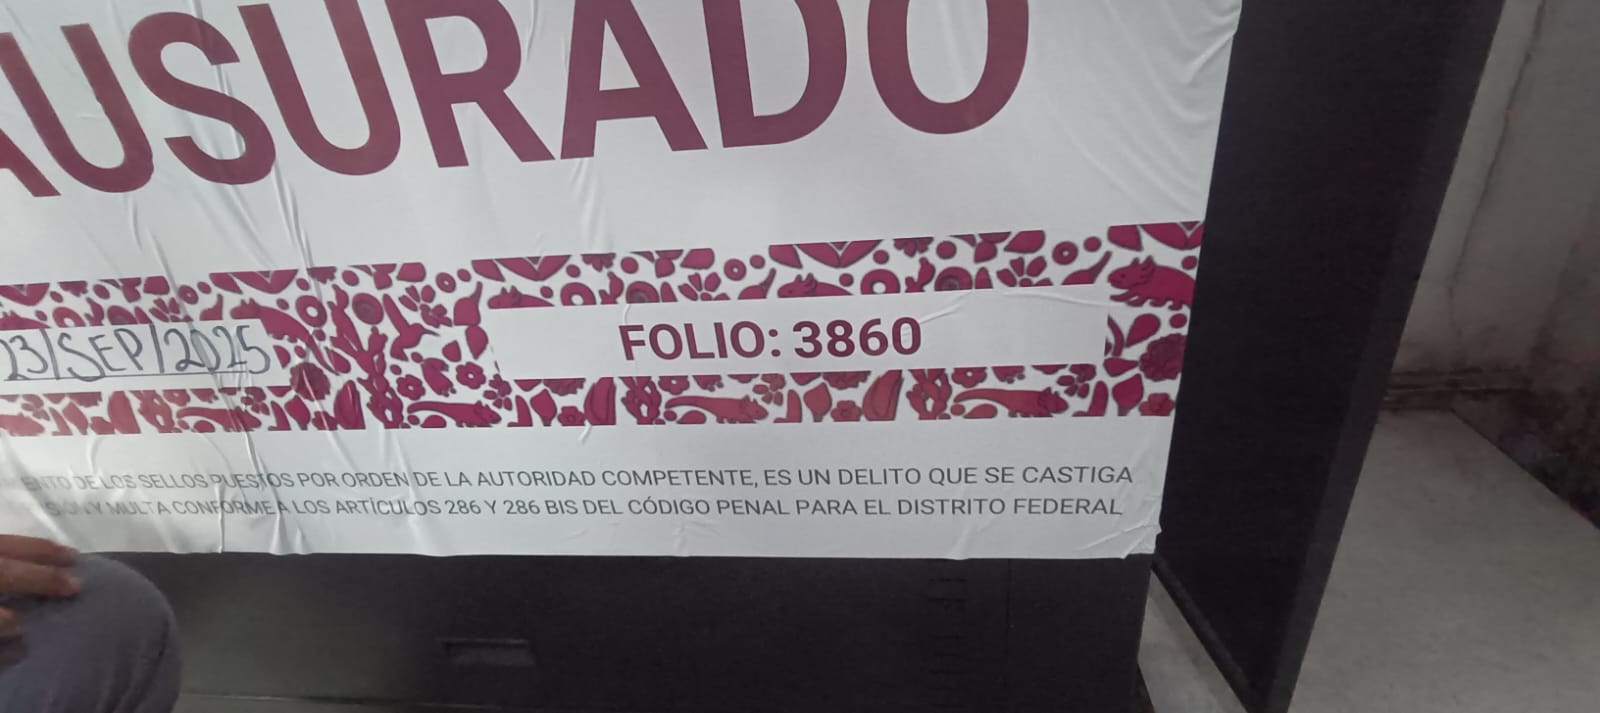 AUSURADO
23/SEP/2025
FOLIO: 3860
ENTO DE LOS SELLOS PUESTOS POR ORDEN DE LA AUTORIDAD COMPETENTE, ES UN DELITO QUE SE CASTIGA
Y MULTA CONFORME A LOS ARTÍCULOS 286 Y 286 BIS DEL CÓDIGO PENAL PARA EL DISTRITO FEDERAL